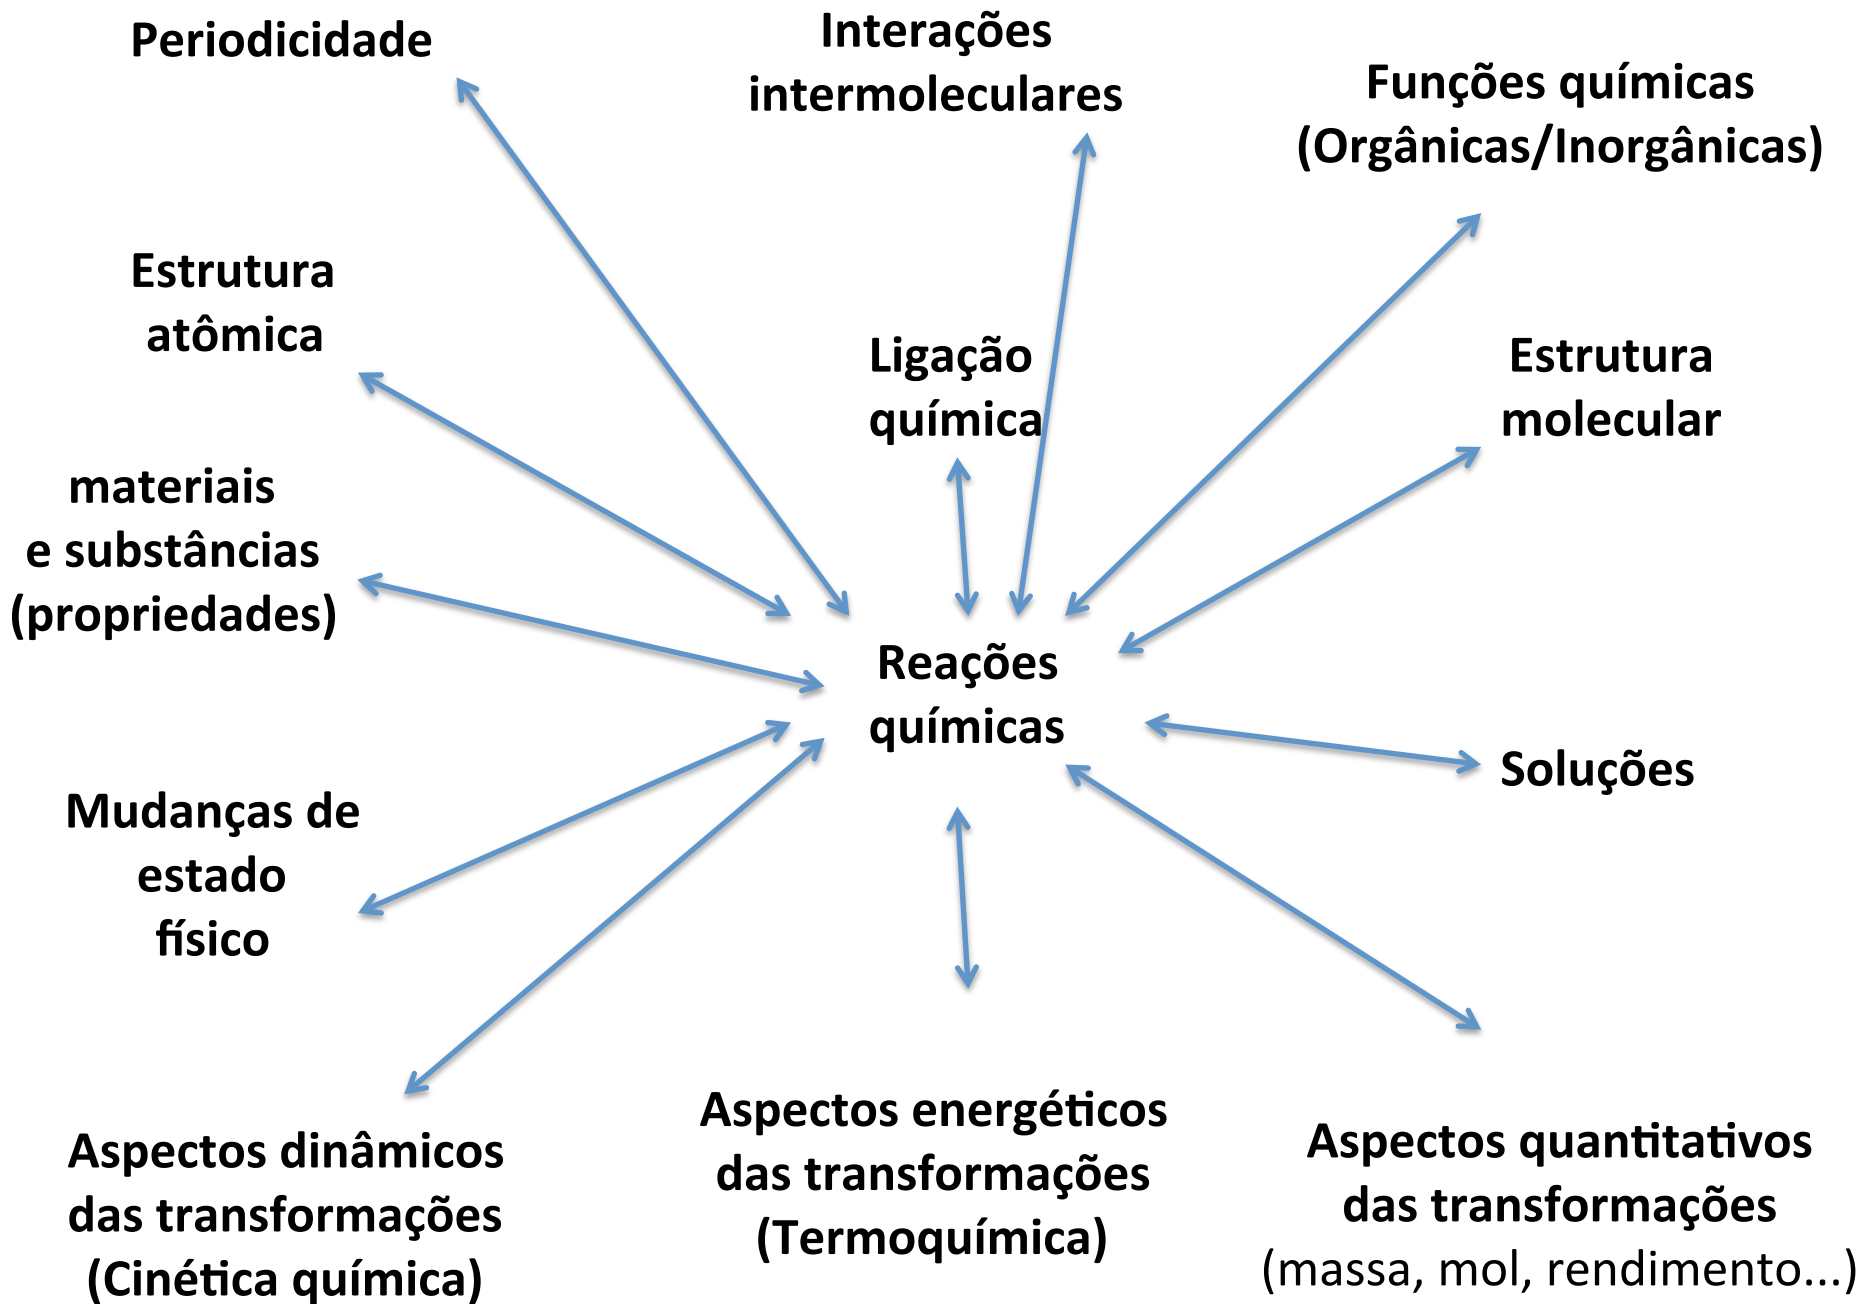 Periodicidade
Interações
intermoleculares
Funções químicas
(Orgânicas/Inorgânicas)
Estrutura
atômica
Ligação
química
Estrutura
molecular
materiais
e substâncias
(propriedades)
Reações
químicas
Soluções
Mudanças de
estado
físico
Aspectos dinâmicos
das transformações
(Cinética química)
Aspectos energéticos
das transformações
(Termoquímica)
Aspectos quantitativos
das transformações
(massa, mol, rendimento...)